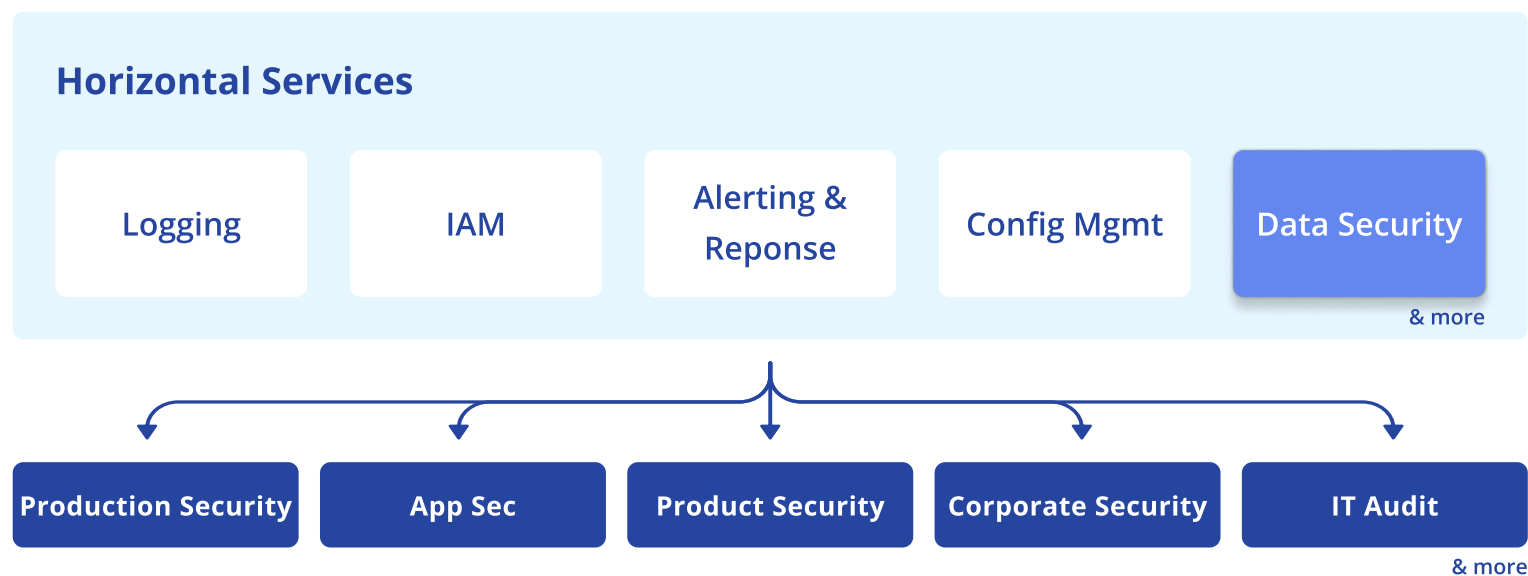 Horizontal Services
Logging
IAM
Alerting &
Reponse
Config Mgmt
Data Security
& more
Production Security
App Sec
Product Security
Corporate Security
IT Audit
& more